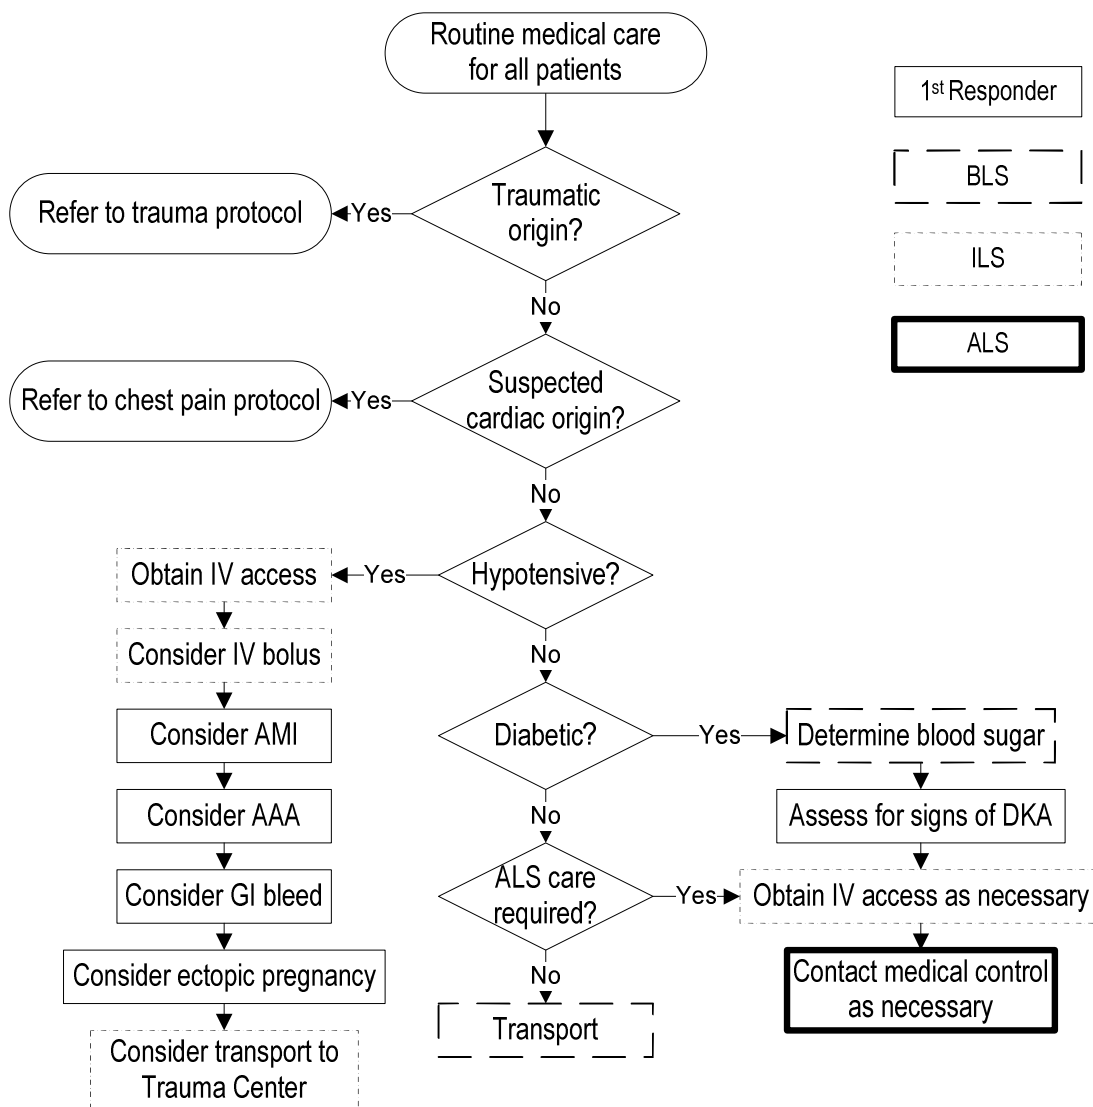 Routine medical care
for all patients
1st Responder
BLS
ILS
ALS
Traumatic
origin?
Yes
Refer to trauma protocol
No
Suspected
cardiac origin?
Yes
Refer to chest pain protocol
No
Hypotensive?
Yes
Obtain IV access
Consider IV bolus
Consider AMI
Consider AAA
Consider GI bleed
Consider ectopic pregnancy
Consider transport to
Trauma Center
No
Diabetic?
Yes
Determine blood sugar
Assess for signs of DKA
No
ALS care
required?
Yes
Obtain IV access as necessary
Contact medical control
as necessary
No
Transport